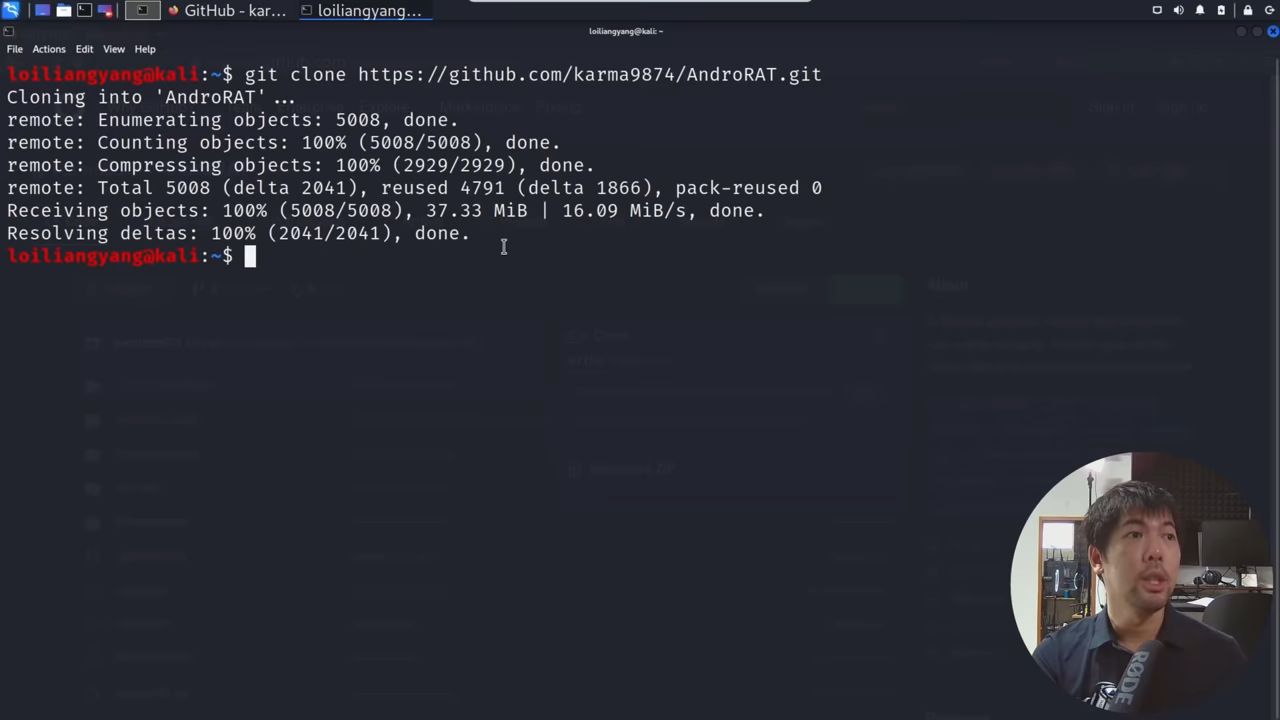 GitHub - kar...
loiliangyang...
loiliangyang@kali: ~
File Actions Edit View Help
loiliangyang@kali:~$ git clone https://github.com/karma9874/AndroRAT.git
Cloning into 'AndroRAT'...
remote: Enumerating objects: 5008, done.
remote: Counting objects: 100% (5008/5008), done.
remote: Compressing objects: 100% (2929/2929), done.
remote: Total 5008 (delta 2041), reused 4791 (delta 1866), pack-reused 0
Receiving objects: 100% (5008/5008), 37.33 MiB | 16.09 MiB/s, done.
Resolving deltas: 100% (2041/2041), done.
loiliangyang@kali:~$
RØDE